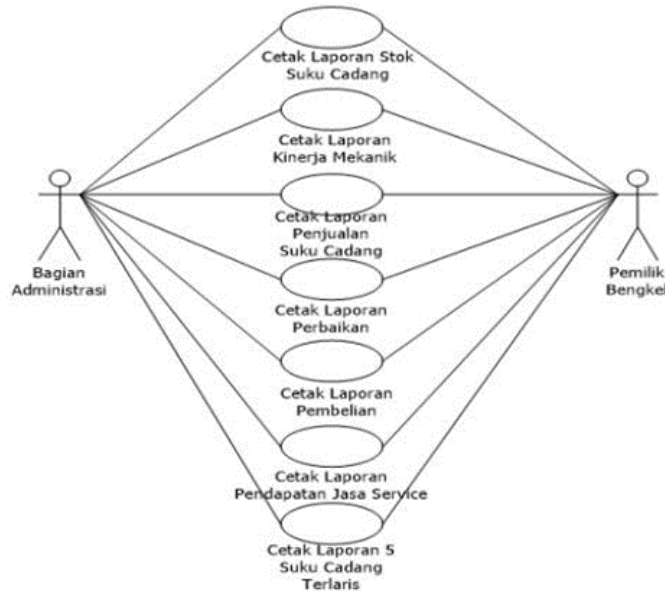 Cetak Laporan Stok
Suku Cadang
Cetak Laporan
Kinerja Mekanik
Cetak Laporan
Penjualan
Suku Cadang
Bagian
Administrasi
Pemilik
Bengkel
Cetak Laporan
Perbaikan
Cetak Laporan
Pembelian
Cetak Laporan
Pendapatan Jasa Service
Cetak Laporan 5
Suku Cadang
Terlaris